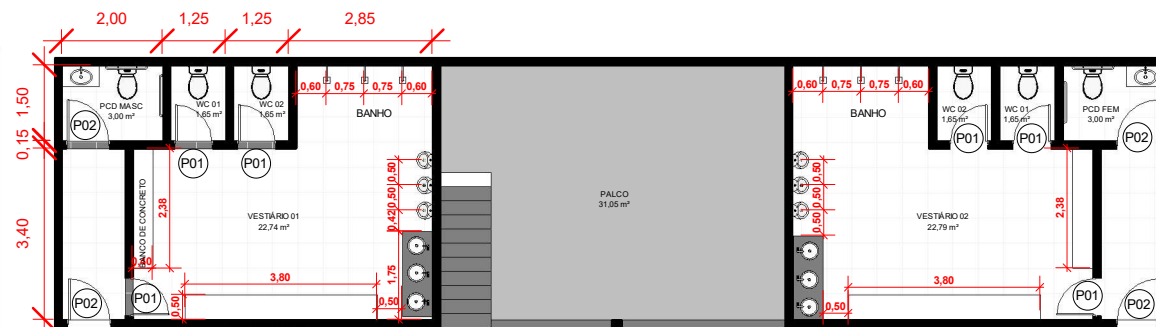 2,00 1,25 1,25 2,85
1,50
0,15
3,40
PCD MASC
3,00 m²
WC 01
1,65 m²
WC 02
1,65 m²
0,60 0,75 0,75 0,60
BANHO
P02
P01
P01
0,50
0,50
0,42
1,75
BANCO DE CONCRETO
2,38
0,40
VESTIÁRIO 01
22,74 m²
3,80
0,50
0,50
P02
P01
PALCO
31,05 m²
0,60 0,75 0,75 0,60
BANHO
WC 02
1,65 m²
WC 01
1,65 m²
PCD FEM
3,00 m²
P01
P01
P02
0,50
0,50
0,50
VESTIÁRIO 02
22,79 m²
2,38
3,80
0,50
P01
P02